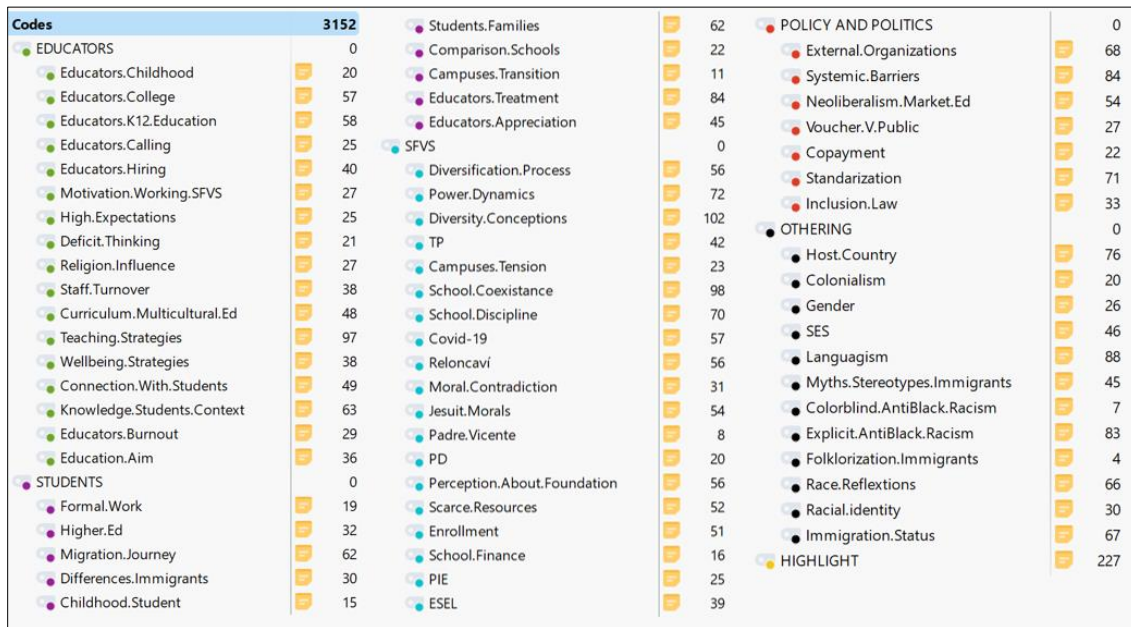 Codes 3152
EDUCATORS 0
Educators.Childhood 20
Educators.College 57
Educators.K12.Education 58
Educators.Calling 25
Educators.Hiring 40
Motivation.Working.SFVS 27
High.Expectations 25
Deficit.Thinking 21
Religion.Influence 27
Staff.Turnover 38
Curriculum.Multicultural.Ed 48
Teaching.Strategies 97
Wellbeing.Strategies 38
Connection.With.Students 49
Knowledge.Students.Context 63
Educators.Burnout 29
Education.Aim 36
STUDENTS 0
Formal.Work 19
Higher.Ed 32
Migration.Journey 62
Differences.Immigrants 30
Childhood.Student 15
Students.Families 62
Comparison.Schools 22
Campuses.Transition 11
Educators.Treatment 84
Educators.Appreciation 45
SFVS 0
Diversification.Process 56
Power.Dynamics 72
Diversity.Conceptions 102
TP 42
Campuses.Tension 23
School.Coexistance 98
School.Discipline 70
Covid-19 57
Reloncaví 56
Moral.Contradiction 31
Jesuit.Morals 54
Padre.Vicente 8
PD 20
Perception.About.Foundation 56
Scarce.Resources 52
Enrollment 51
School.Finance 16
PIE 25
ESEL 39
POLICY AND POLITICS 0
External.Organizations 68
Systemic.Barriers 84
Neoliberalism.Market.Ed 54
Voucher.V.Public 27
Copayment 22
Standarization 71
Inclusion.Law 33
OTHERING 0
Host.Country 76
Colonialism 20
Gender 26
SES 46
Languagism 88
Myths.Stereotypes.Immigrants 45
Colorblind.AntiBlack.Racism 7
Explicit.AntiBlack.Racism 83
Folklorization.Immigrants 4
Race.Reflextions 66
Racial.identity 30
Immigration.Status 67
HIGHLIGHT 227